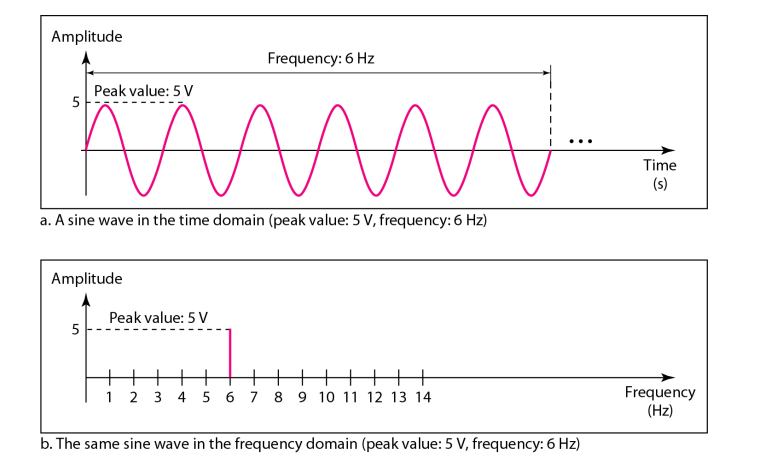 Amplitude
Frequency: 6 Hz
Peak value: 5 V
5
...
Time
(s)
a. A sine wave in the time domain (peak value: 5 V, frequency: 6 Hz)
Amplitude
Peak value: 5 V
5
1 2 3 4 5 6 7 8 9 10 11 12 13 14
Frequency
(Hz)
b. The same sine wave in the frequency domain (peak value: 5 V, frequency: 6 Hz)